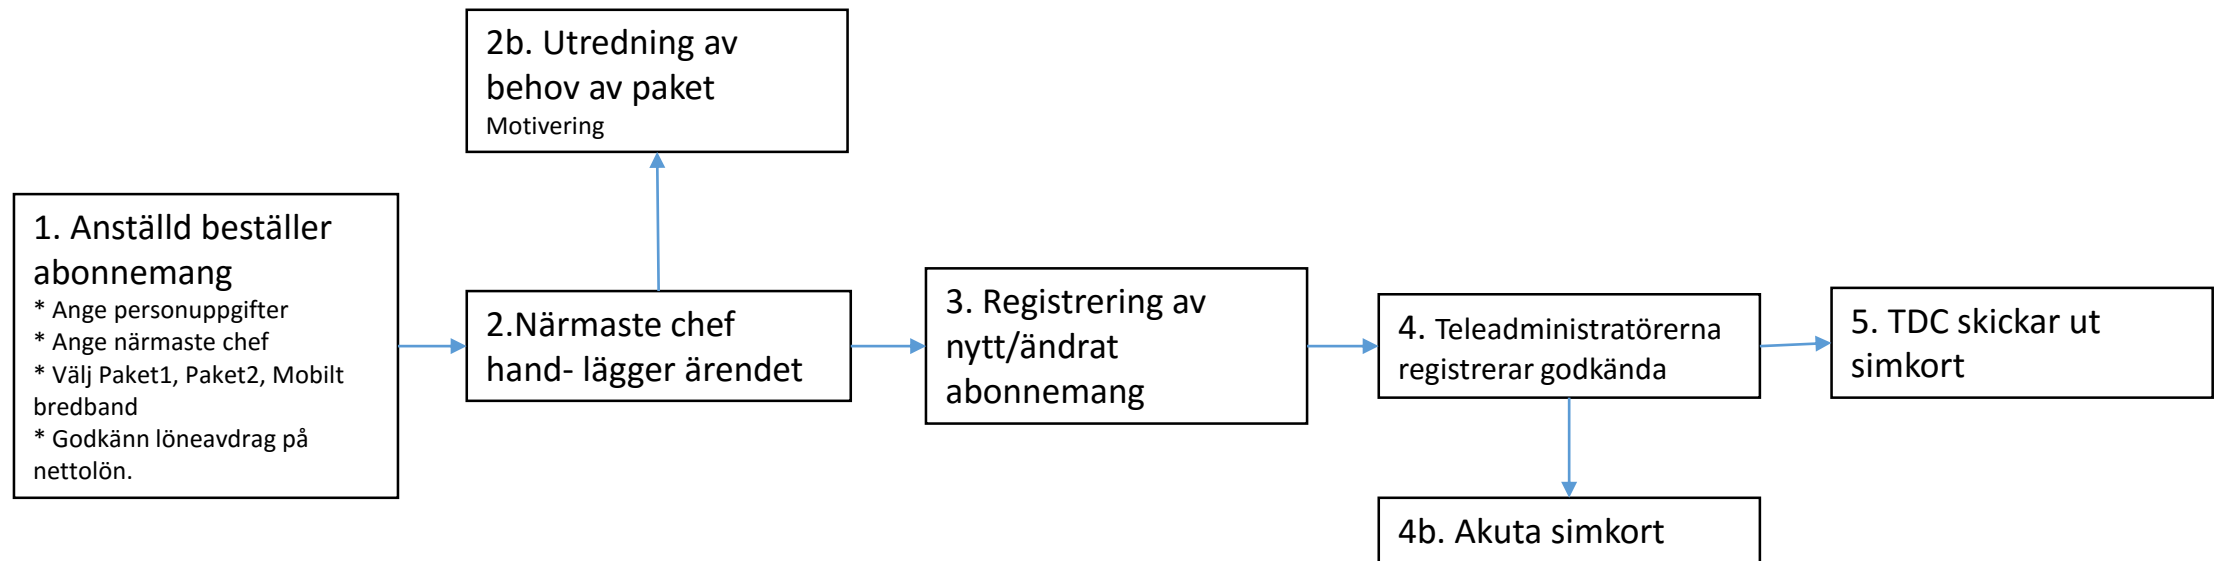 2b. Utredning av
behov av paket
Motivering
1. Anställd beställer
abonnemang
* Ange personuppgifter
* Ange närmaste chef
* Välj Paket1, Paket2, Mobilt
bredband
* Godkänn löneavdrag på
nettolön.
2.Närmaste chef
hand- lägger ärendet
3. Registrering av
nytt/ändrat
abonnemang
4. Teleadministratörerna
registrerar godkända
5. TDC skickar ut
simkort
4b. Akuta simkort